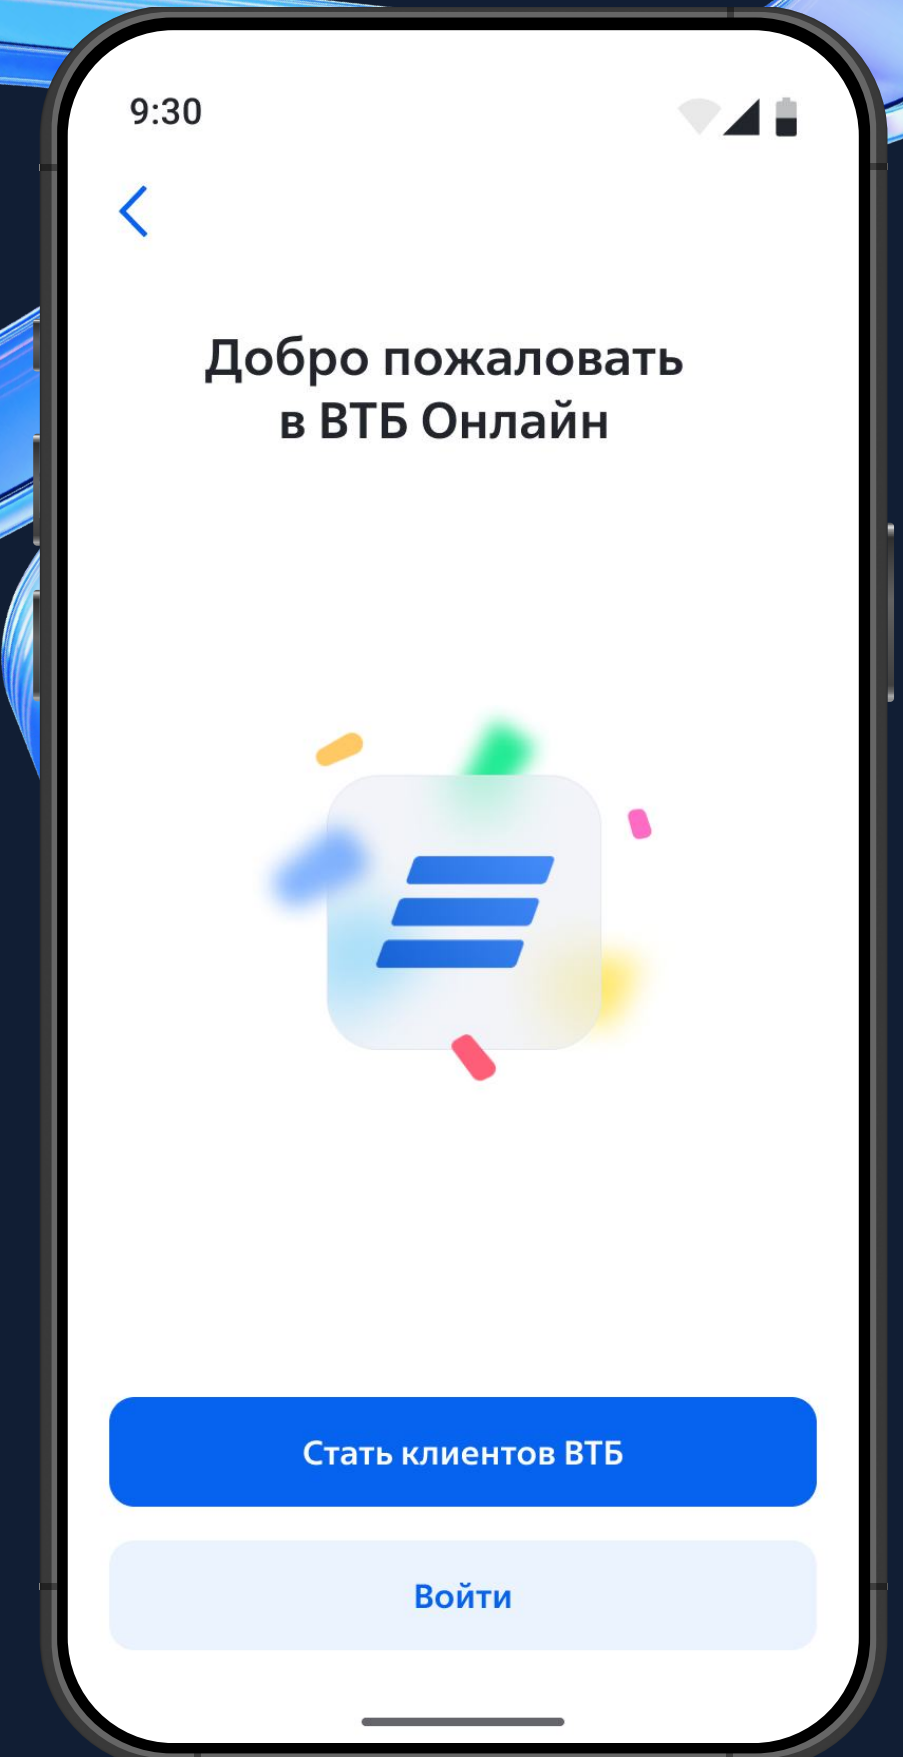 9:30
Добро пожаловать
в ВТБ Онлайн
Стать клиентов ВТБ
Войти